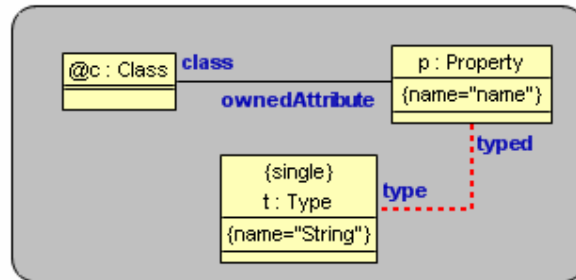 @c : Class
class
ownedAttribute
p : Property
{name="name"}
typed
{single}
t : Type
type
{name="String"}